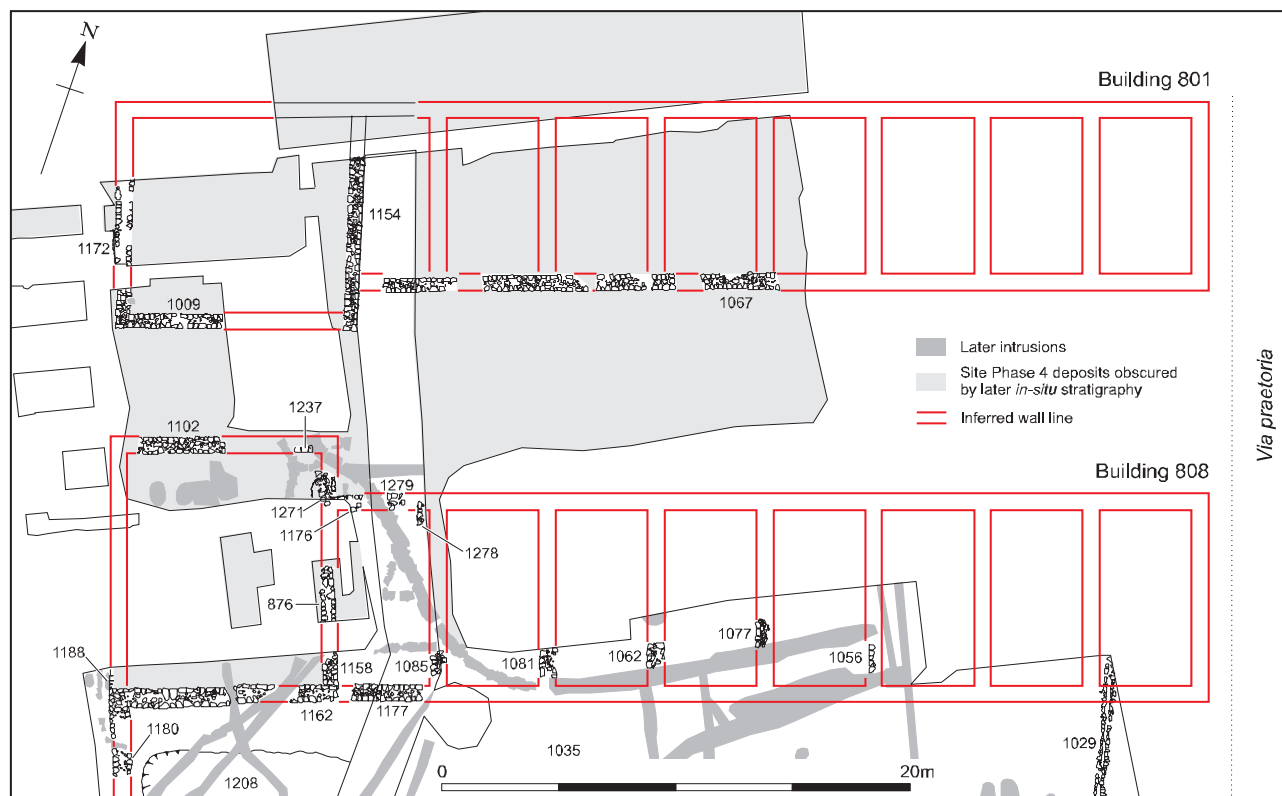 N
Building 801
1154
1172
1009
1067
Later intrusions
Site Phase 4 deposits obscured
by later in-situ stratigraphy
Inferred wall line
Via praetoria
1237
1102
Building 808
1279
1271
1176
1278
876
1077
1188
1158
1085
1081
1062
1056
1180
1162
1177
1035
1029
1208
0
20m